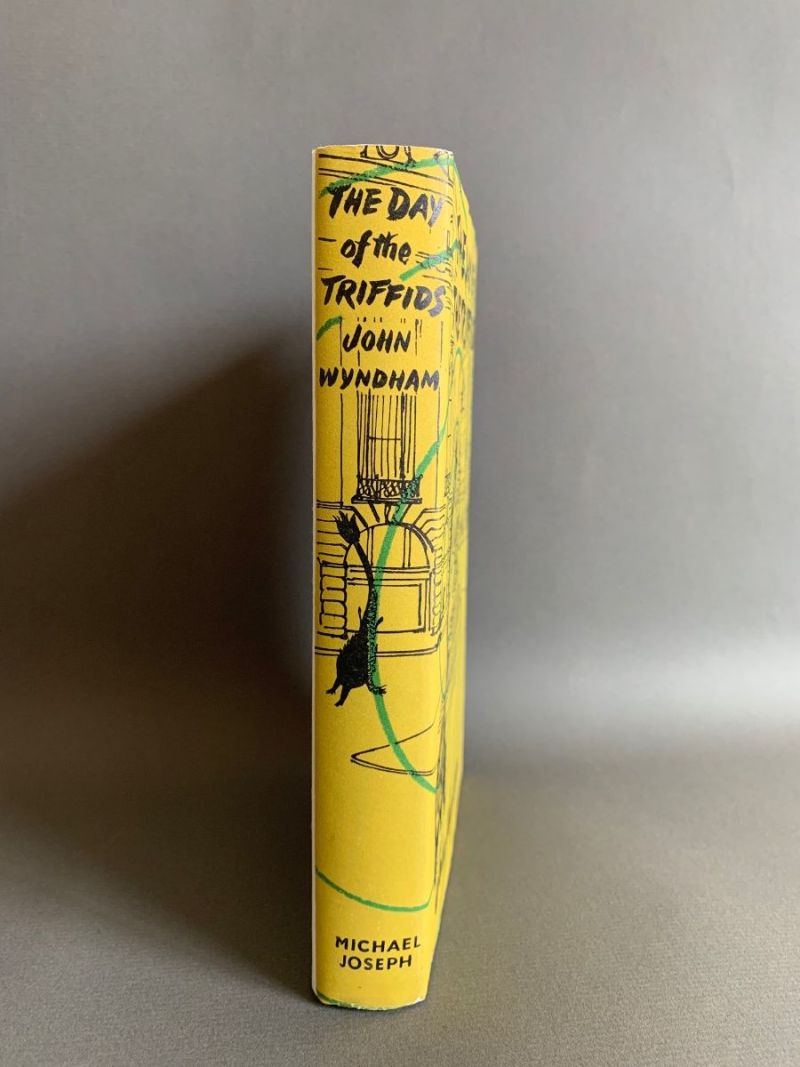 THE DAY
of the
TRIFFIDS
JOHN
WYNDHAM
MICHAEL
JOSEPH